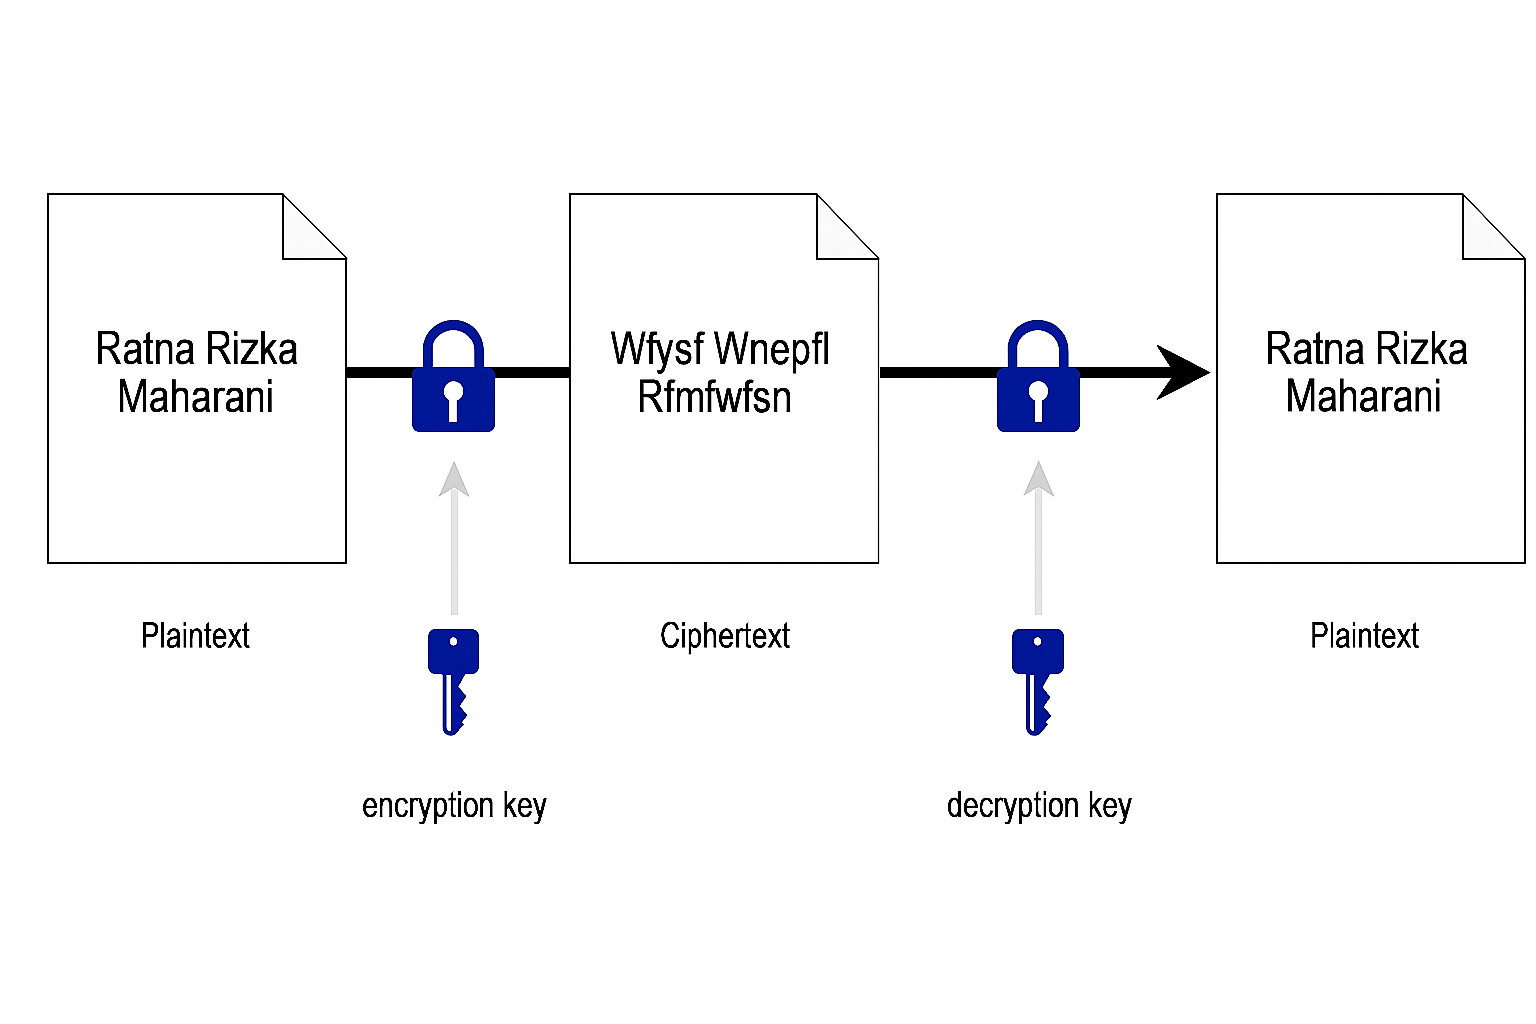 Ratna Rizka
Maharani
Plaintext
encryption key
Wfysf Wnepfl
Rfmfwfsn
Ciphertext
decryption key
Ratna Rizka
Maharani
Plaintext